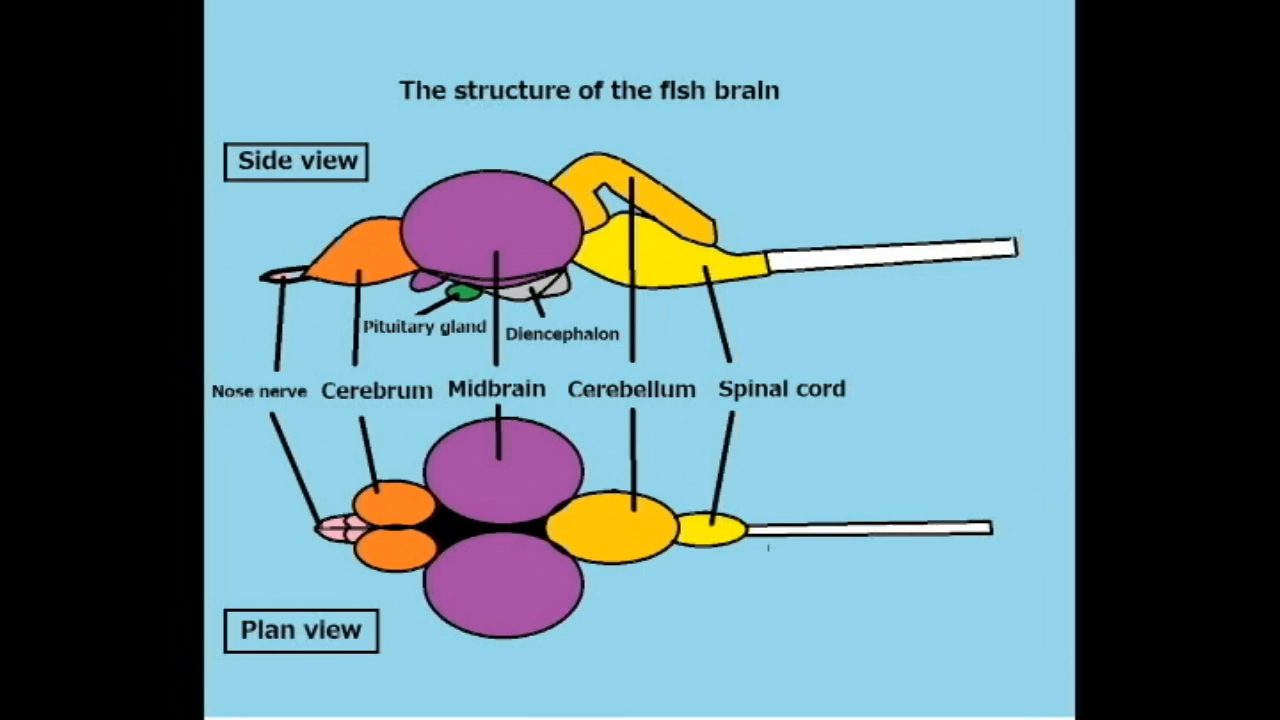 The structure of the fish brain
Side view
Pituitary gland
Diencephalon
Nose nerve
Cerebrum
Midbrain
Cerebellum
Spinal cord
Plan view